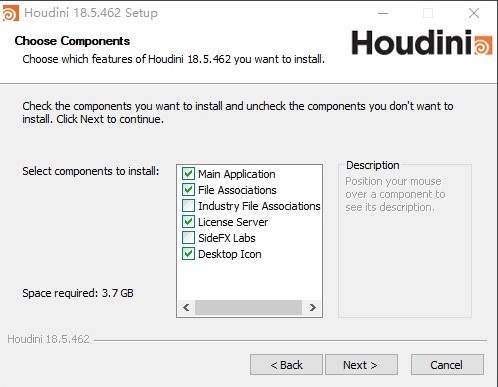 Houdini 18.5.462 Setup
Choose Components
Choose which features of Houdini 18.5.462 you want to install.
Houdini
Check the components you want to install and uncheck the components you don't want to
install. Click Next to continue.
Select components to install:
Main Application
File Associations
Industry File Associations
License Server
SideFX Labs
Desktop Icon
Description
Position your mouse
over a component to
see its description.
Space required: 3.7 GB
Houdini 18.5.462
< Back
Next >
Cancel